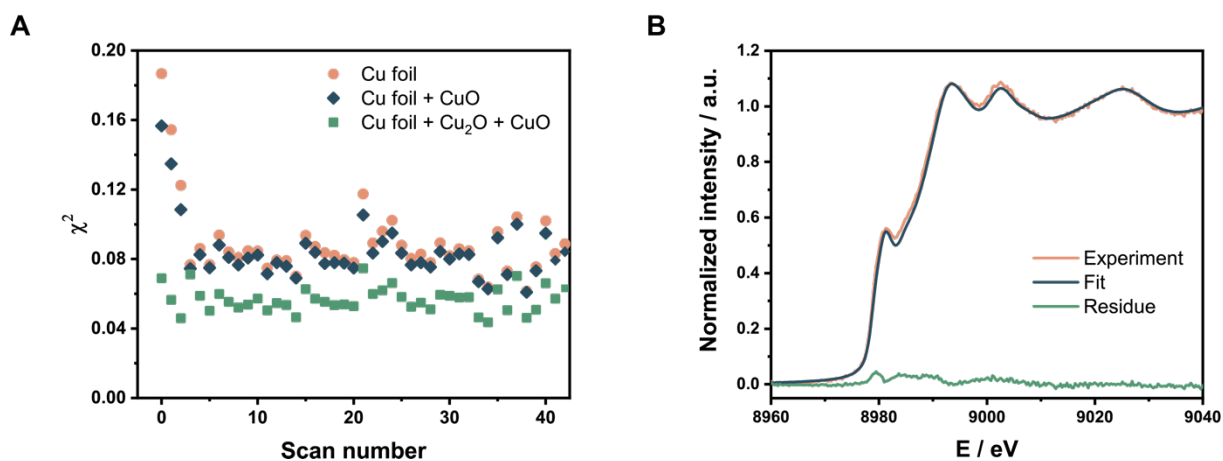 A
0.20
0.16
0.12
0.08
0.04
0.00
χ²
Cu foil
Cu foil + CuO
Cu foil + Cu₂O + CuO
0
10
20
30
40
Scan number
B
1.2
1.0
0.8
0.6
0.4
0.2
0.0
Normalized intensity / a.u.
Experiment
Fit
Residue
8960
8980
9000
9020
9040
E / eV